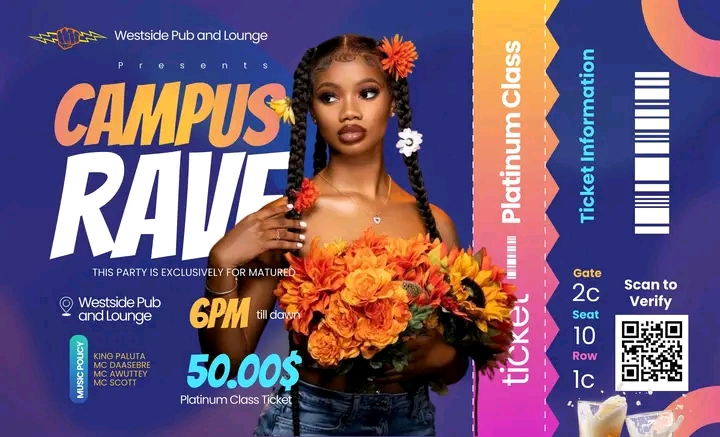 Westside Pub and Lounge
Presents
CAMPUS
RAVE
THIS PARTY IS EXCLUSIVELY FOR MATURED
Westside Pub
and Lounge
6PM till dawn
MUSIC POLICY
KING PALUTA
MC DAASEBRE
MC AWUTTEY
MC SCOTT
50.00$
Platinum Class Ticket
Platinum Class
ticket
Ticket Information
Gate
2c
Seat
10
Row
1c
Scan to
Verify